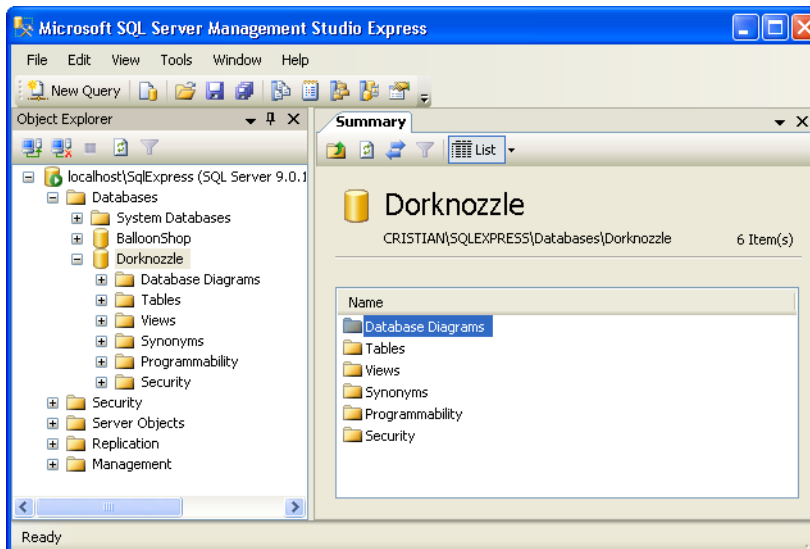 Microsoft SQL Server Management Studio Express
File Edit View Tools Window Help
New Query
Object Explorer
localhost\SqlExpress (SQL Server 9.0.1
Databases
System Databases
BalloonShop
Dorknozzle
Database Diagrams
Tables
Views
Synonyms
Programmability
Security
Security
Server Objects
Replication
Management
Summary
List
Dorknozzle
CRISTIAN\SQLEXPRESS\Databases\Dorknozzle 6 Item(s)
Name
Database Diagrams
Tables
Views
Synonyms
Programmability
Security
Ready